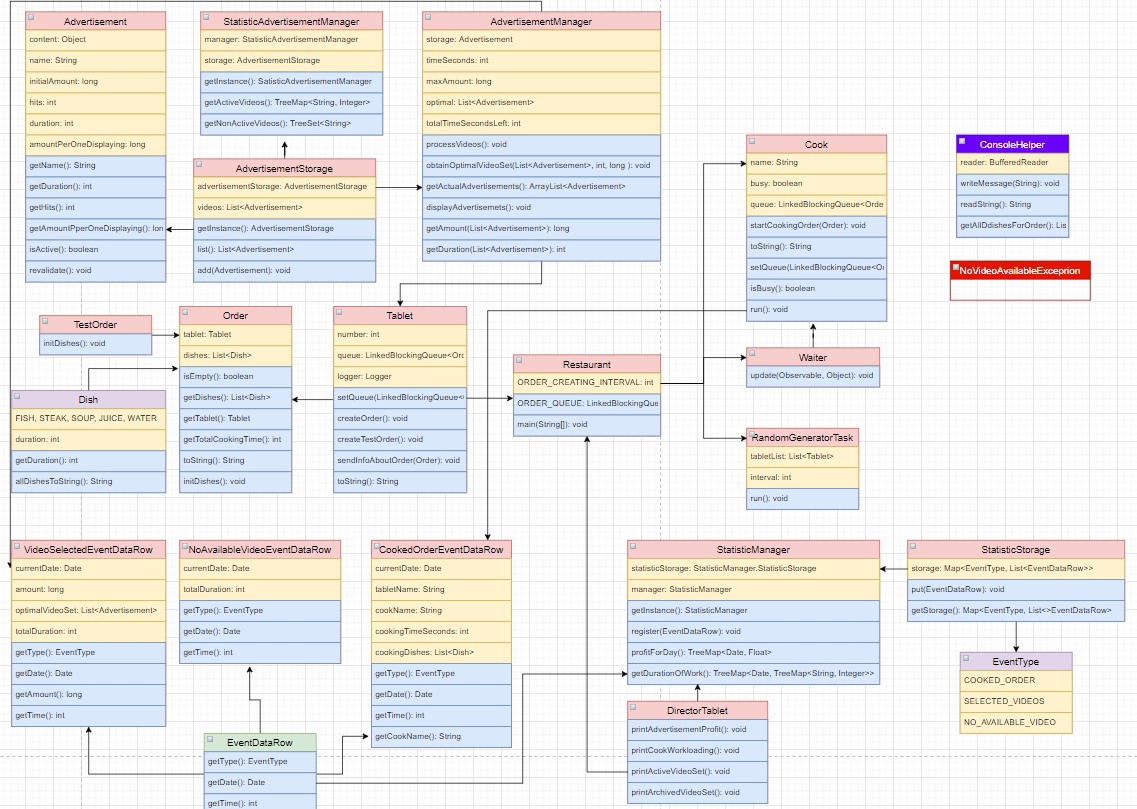 Advertisement
content: Object
name: String
initialAmount: long
hits: int
duration: int
amountPerOneDisplaying: long
getName(): String
getDuration(): int
getHits(): int
getAmountPperOneDisplaying(): lon
isActive(): boolean
revalidate(): void
StatisticAdvertisementManager
manager: StatisticAdvertisementManager
storage: AdvertisementStorage
getInstance(): SatisticAdvertisementManager
getActiveVideos(): TreeMap<String, Integer>
getNonActiveVideos(): TreeSet<String>
AdvertisementStorage
advertisementStorage: AdvertisementStorage
videos: List<Advertisement>
getInstance(): AdvertisementStorage
list(): List<Advertisement>
add(Advertisement): void
AdvertisementManager
storage: Advertisement
timeSeconds: int
maxAmount: long
optimal: List<Advertisement>
totalTimeSecondsLeft: int
processVideos(): void
obtainOptimalVideoSet(List<Advertisement>, int, long ): void
getActualAdvertisements(): ArrayList<Advertisement>
displayAdvertisemets(): void
getAmount(List<Advertisement>): long
getDuration(List<Advertisement>): int
Cook
name: String
busy: boolean
queue: LinkedBlockingQueue<Orde
startCookingOrder(Order): void
toString(): String
setQueue(LinkedBlockingQueue<Or
isBusy(): boolean
run(): void
ConsoleHelper
reader: BufferedReader
writeMessage(String): void
readString(): String
getAllDdishesForOrder(): Lis
NoVideoAvailableExceprion
TestOrder
initDishes(): void
Order
tablet: Tablet
dishes: List<Dish>
isEmpty(): boolean
getDishes(): List<Dish>
getTablet(): Tablet
getTotalCookingTime(): int
toString(): String
initDishes(): void
Tablet
number: int
queue: LinkedBlockingQueue<Orc
logger: Logger
setQueue(LinkedBlockingQueue<
createOrder(): void
createTestOrder(): void
sendInfoAboutOrder(Order): void
toString(): String
Restaurant
ORDER_CREATING_INTERVAL: int
ORDER_QUEUE: LinkedBlockingQue
main(String[]): void
Waiter
update(Observable, Object): void
Dish
FISH, STEAK, SOUP, JUICE, WATER
duration: int
getDuration(): int
allDishesToString(): String
RandomGeneratorTask
tabletList: List<Tablet>
interval: int
run(): void
VideoSelectedEventDataRow
currentDate: Date
amount: long
optimalVideoSet: List<Advertisement>
totalDuration: int
getType(): EventType
getDate(): Date
getAmount(): long
getTime(): int
NoAvailableVideoEventDataRow
currentDate: Date
totalDuration: int
getType(): EventType
getDate(): Date
getTime(): int
CookedOrderEventDataRow
currentDate: Date
tabletName: String
cookName: String
cookingTimeSeconds: int
cookingDishes: List<Dish>
getType(): EventType
getDate(): Date
getTime(): int
getCookName(): String
StatisticManager
statisticStorage: StatisticManager.StatisticStorage
manager: StatisticManager
getInstance(): StatisticManager
register(EventDataRow): void
profitForDay(): TreeMap<Date, Float>
getDurationOfWork(): TreeMap<Date, TreeMap<String, Integer>>
StatisticStorage
storage: Map<EventType, List<EventDataRow>>
put(EventDataRow): void
getStorage(): Map<EventType, List<>EventDataRow>
EventType
COOKED_ORDER
SELECTED_VIDEOS
NO_AVAILABLE_VIDEO
DirectorTablet
printAdvertisementProfit(): void
printCookWorkloading(): void
printActiveVideoSet(): void
printArchivedVideoSet(): void
EventDataRow
getType(): EventType
getDate(): Date
getTime(): int